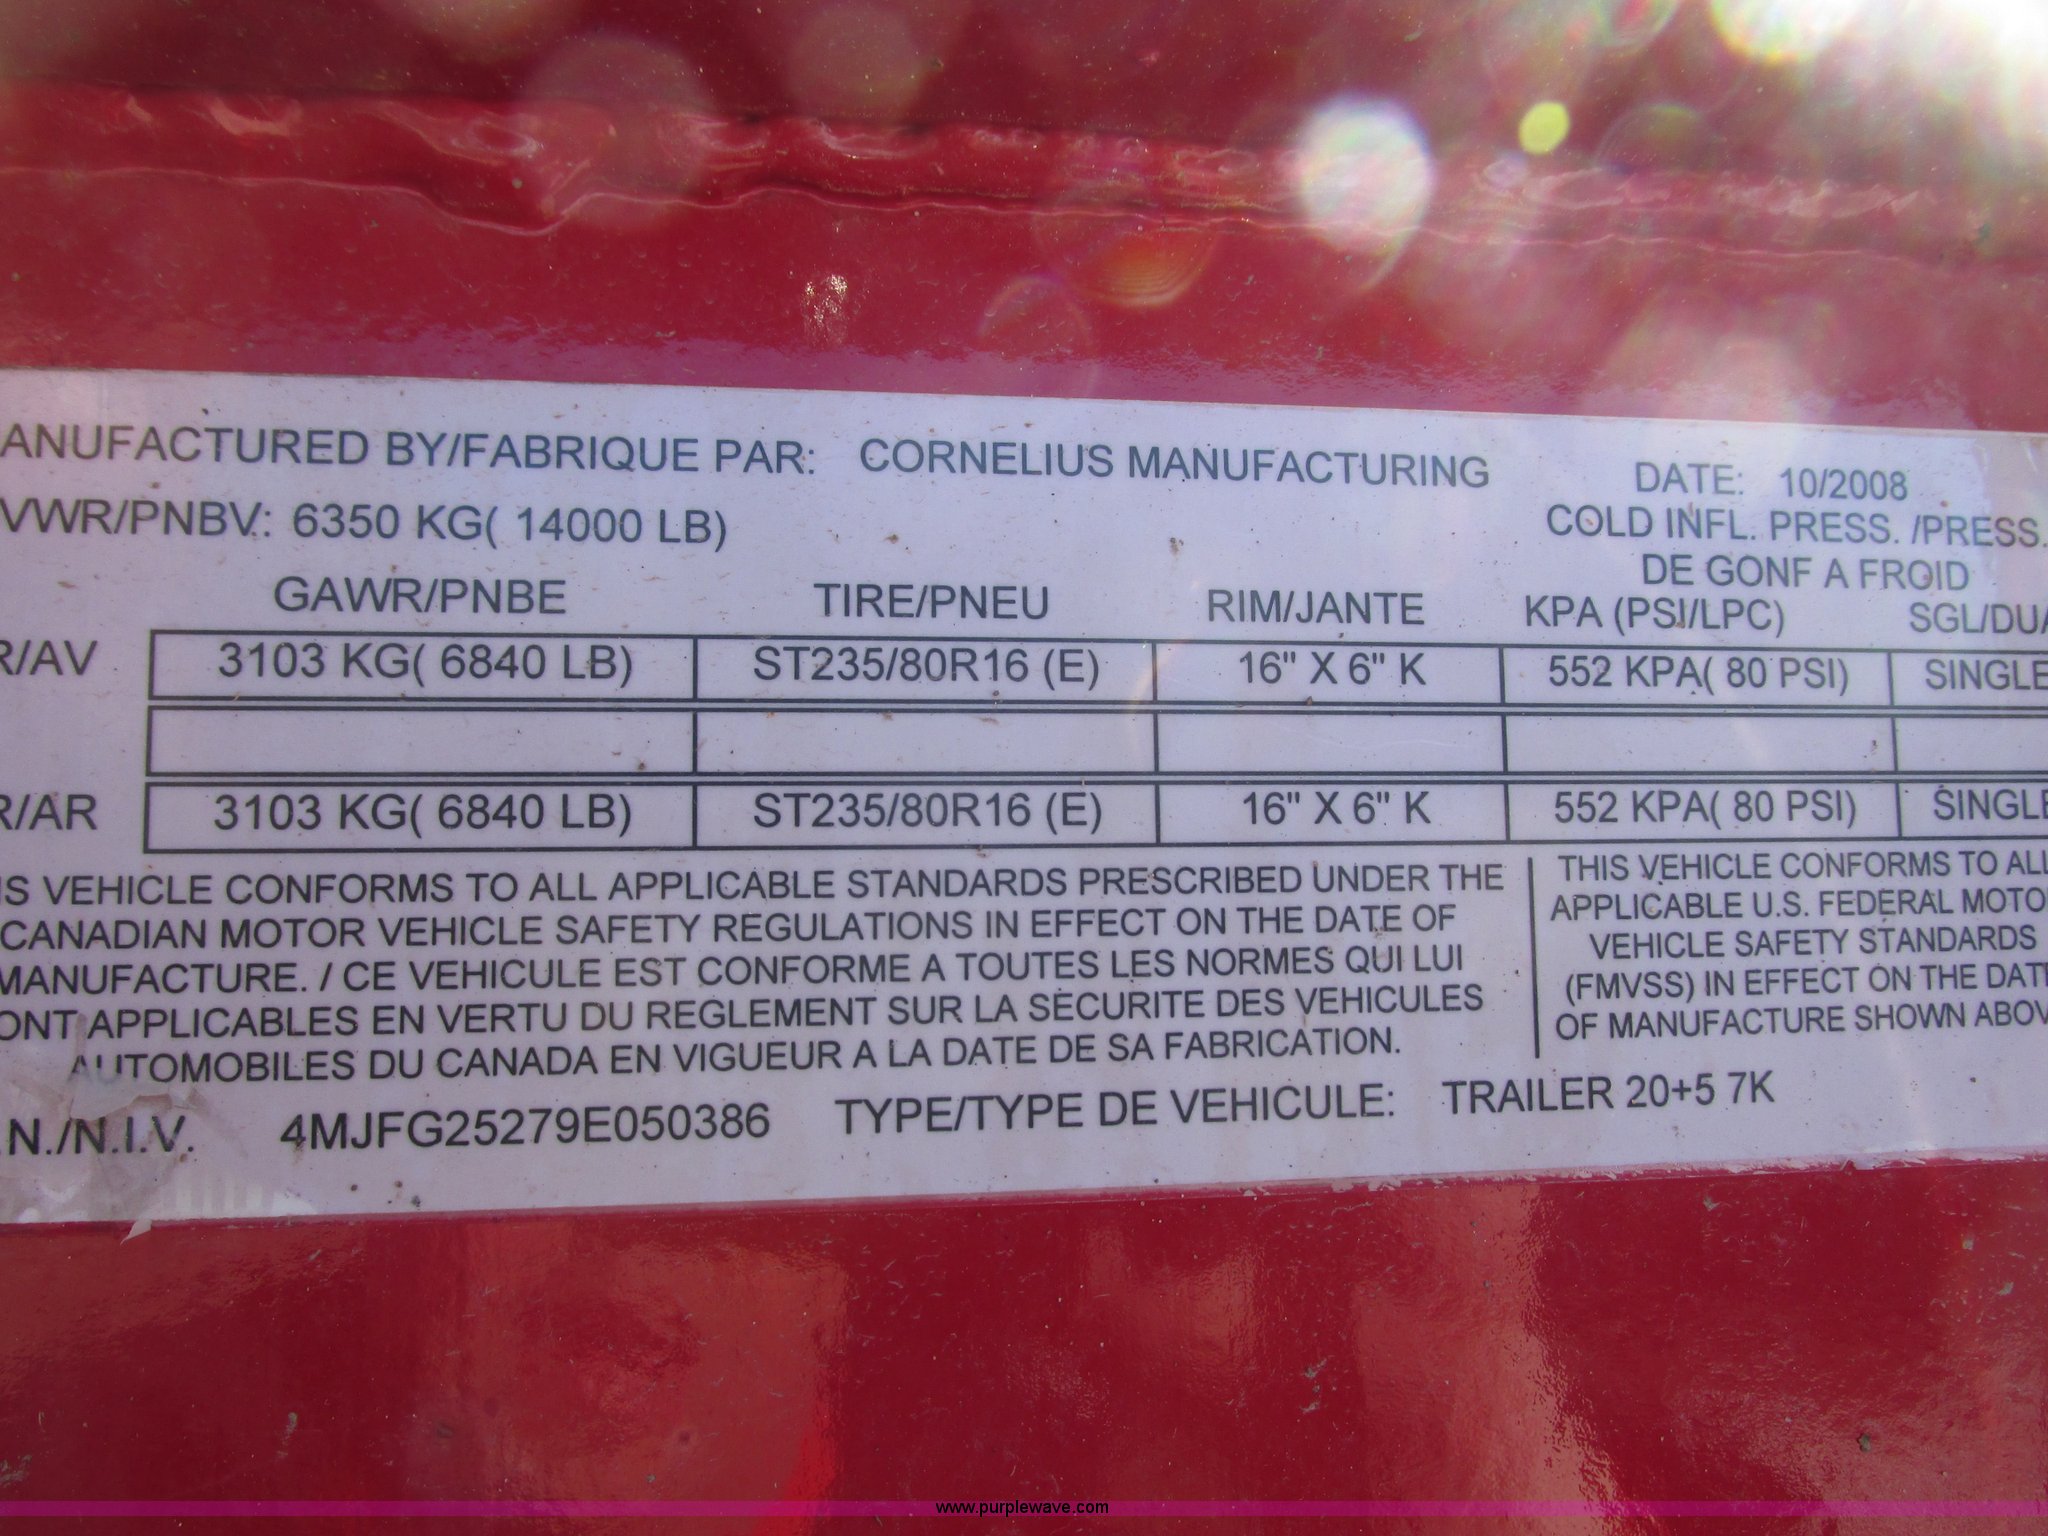 ANUFACTURED BY/FABRIQUE PAR: CORNELIUS MANUFACTURING DATE: 10/2008
VWR/PNBV: 6350 KG( 14000 LB) COLD INFL. PRESS. /PRESS.
DE GONF A FROID
GAWR/PNBE TIRE/PNEU RIM/JANTE KPA (PSI/LPC) SGL/DUA
R/AV 3103 KG( 6840 LB) ST235/80R16 (E) 16" X 6" K 552 KPA( 80 PSI) SINGLE
R/AR 3103 KG( 6840 LB) ST235/80R16 (E) 16" X 6" K 552 KPA( 80 PSI) SINGLE
IS VEHICLE CONFORMS TO ALL APPLICABLE STANDARDS PRESCRIBED UNDER THE
CANADIAN MOTOR VEHICLE SAFETY REGULATIONS IN EFFECT ON THE DATE OF
MANUFACTURE. / CE VEHICULE EST CONFORME A TOUTES LES NORMES QUI LUI
ONT APPLICABLES EN VERTU DU REGLEMENT SUR LA SECURITE DES VEHICULES
AUTOMOBILES DU CANADA EN VIGUEUR A LA DATE DE SA FABRICATION.
THIS VEHICLE CONFORMS TO ALL
APPLICABLE U.S. FEDERAL MOTO
VEHICLE SAFETY STANDARDS
(FMVSS) IN EFFECT ON THE DATE
OF MANUFACTURE SHOWN ABOV
.N./N.I.V. 4MJFG25279E050386 TYPE/TYPE DE VEHICULE: TRAILER 20+5 7K
www.purplewave.com